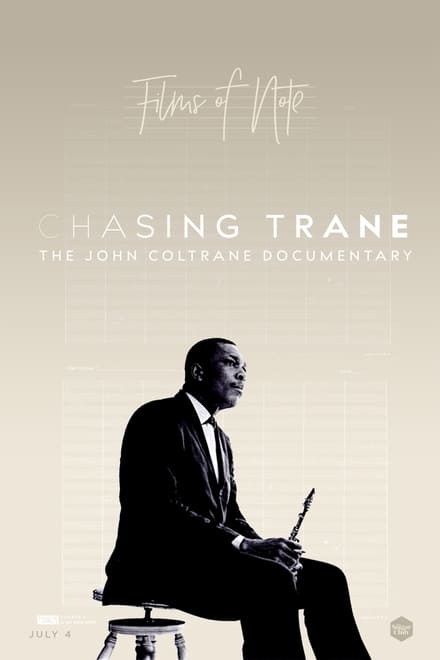 Films of Note
CHASING TRANE
THE JOHN COLTRANE DOCUMENTARY
JULY 4